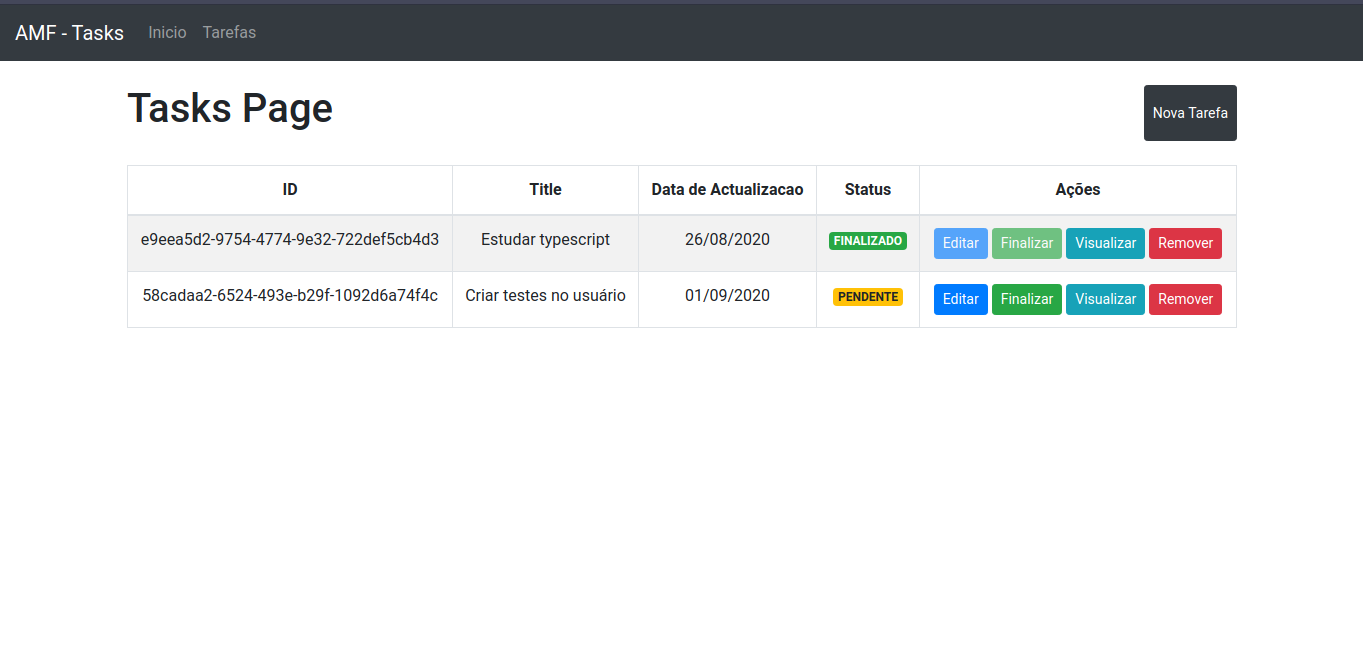 AMF - Tasks Inicio Tarefas
Tasks Page
Nova Tarefa
ID Title Data de Actualizacao Status Ações
e9eea5d2-9754-4774-9e32-722def5cb4d3 Estudar typescript 26/08/2020 FINALIZADO Editar Finalizar Visualizar Remover
58cadaa2-6524-493e-b29f-1092d6a74f4c Criar testes no usuário 01/09/2020 PENDENTE Editar Finalizar Visualizar Remover